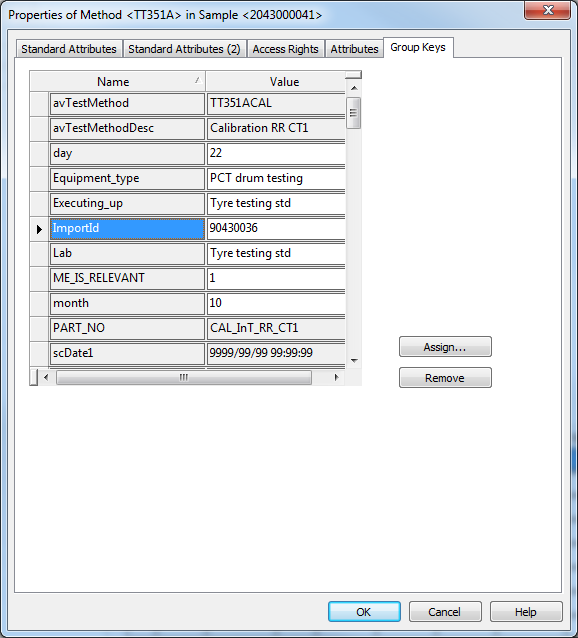 Properties of Method <TT351A> in Sample <2043000041>
Standard Attributes Standard Attributes (2) Access Rights Attributes Group Keys
Name Value
avTestMethod TT351ACAL
avTestMethodDesc Calibration RR CT1
day 22
Equipment_type PCT drum testing
Executing_up Tyre testing std
ImportId 90430036
Lab Tyre testing std
ME_IS_RELEVANT 1
month 10
PART_NO CAL_InT_RR_CT1
scDate1 9999/99/99 99:99:99
Assign...
Remove
OK Cancel Help